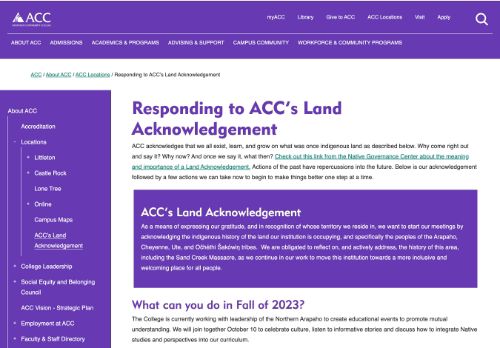 ACC
myACC Library Give to ACC ACC Locations Visit Apply
ABOUT ACC ADMISSIONS ACADEMICS & PROGRAMS ADVISING & SUPPORT CAMPUS COMMUNITY WORKFORCE & COMMUNITY PROGRAMS
ACC / About ACC / ACC Locations / Responding to ACC's Land Acknowledgement
About ACC
Accreditation
Locations
Littleton
Castle Rock
Lone Tree
Online
Campus Maps
ACC's Land
Acknowledgement
College Leadership
Social Equity and Belonging
Council
ACC Vision - Strategic Plan
Employment at ACC
Faculty & Staff Directory
Responding to ACC's Land
Acknowledgement
ACC acknowledges that we all exist, learn, and grow on what was once indigenous land as described below. Why come right out
and say it? Why now? And once we say it, what then? Check out this link from the Native Governance Center about the meaning
and importance of a Land Acknowledgement. Actions of the past have repercussions into the future. Below is our acknowledgement
followed by a few actions we can take now to begin to make things better one step at a time.
ACC's Land Acknowledgement
As a means of expressing our gratitude, and in recognition of whose territory we reside in, we want to start our meetings by
acknowledging the indigenous history of the land our institution is occupying, and specifically the peoples of the Arapaho,
Cheyenne, Ute, and Očhéthi Šakówiŋ tribes. We are obligated to reflect on, and actively address, the history of this area,
including the Sand Creek Massacre, as we continue in our work to move this institution towards a more inclusive and
welcoming place for all people.
What can you do in Fall of 2023?
The College is currently working with leadership of the Northern Arapaho to create educational events to promote mutual
understanding. We will join together October 10 to celebrate culture, listen to informative stories and discuss how to integrate Native
studies and perspectives into our curriculum.